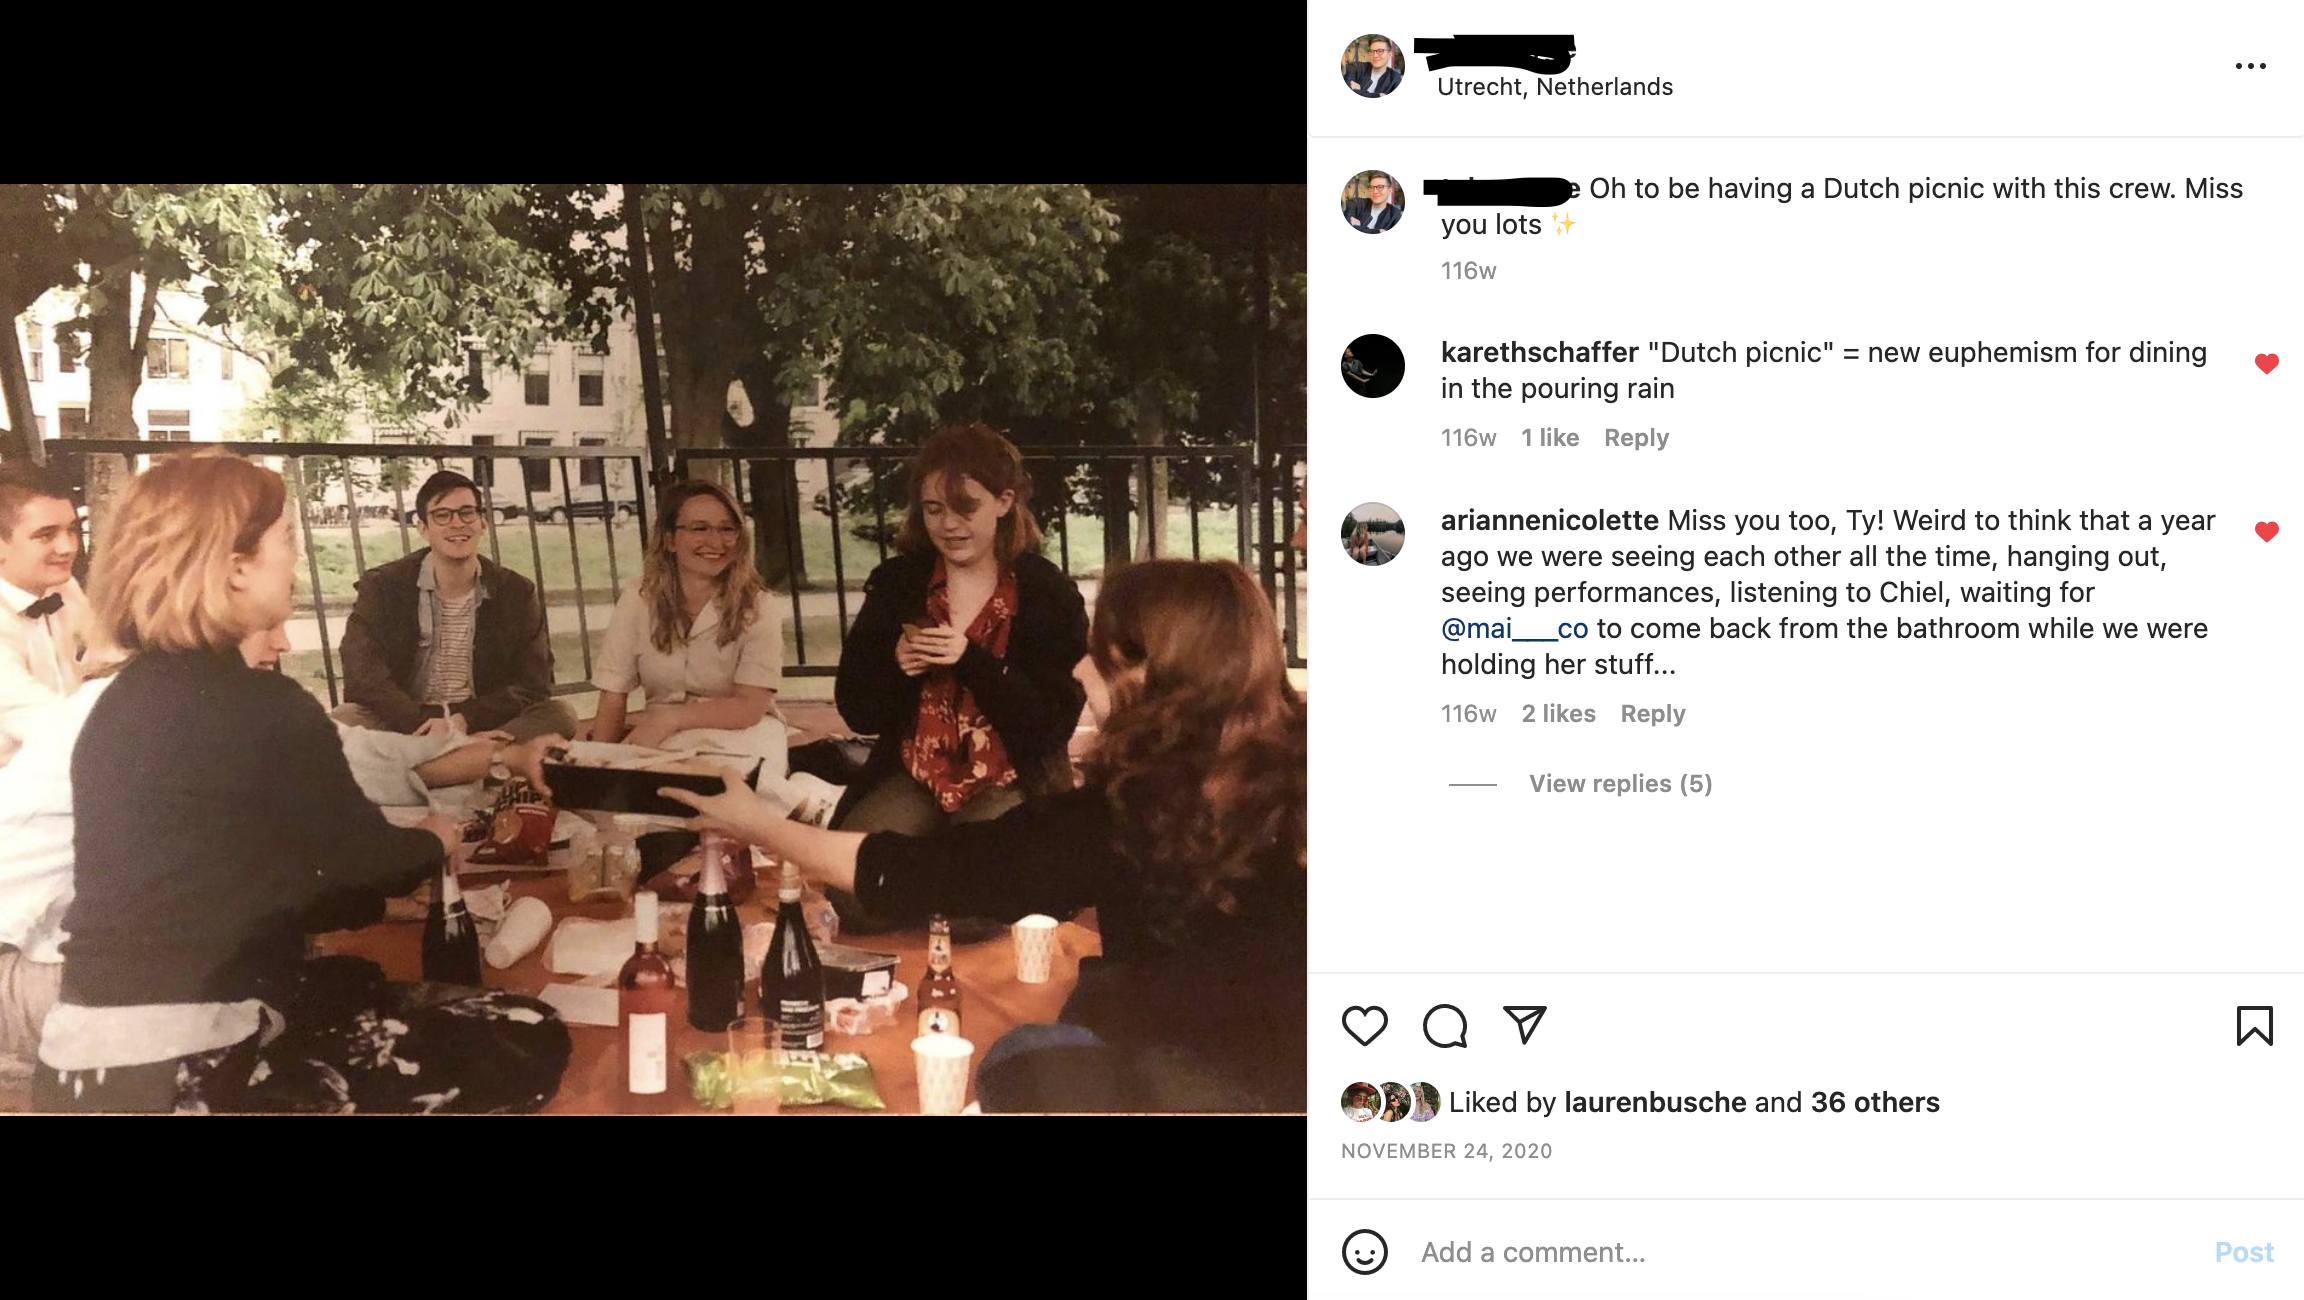 Utrecht, Netherlands
Oh to be having a Dutch picnic with this crew. Miss
you lots ✨
116w
karethschaffer "Dutch picnic" = new euphemism for dining
in the pouring rain
116w 1 like Reply
ariannenicolette Miss you too, Ty! Weird to think that a year
ago we were seeing each other all the time, hanging out,
seeing performances, listening to Chiel, waiting for
@mai___co to come back from the bathroom while we were
holding her stuff...
116w 2 likes Reply
View replies (5)
Liked by laurenbusche and 36 others
NOVEMBER 24, 2020
Add a comment...
Post